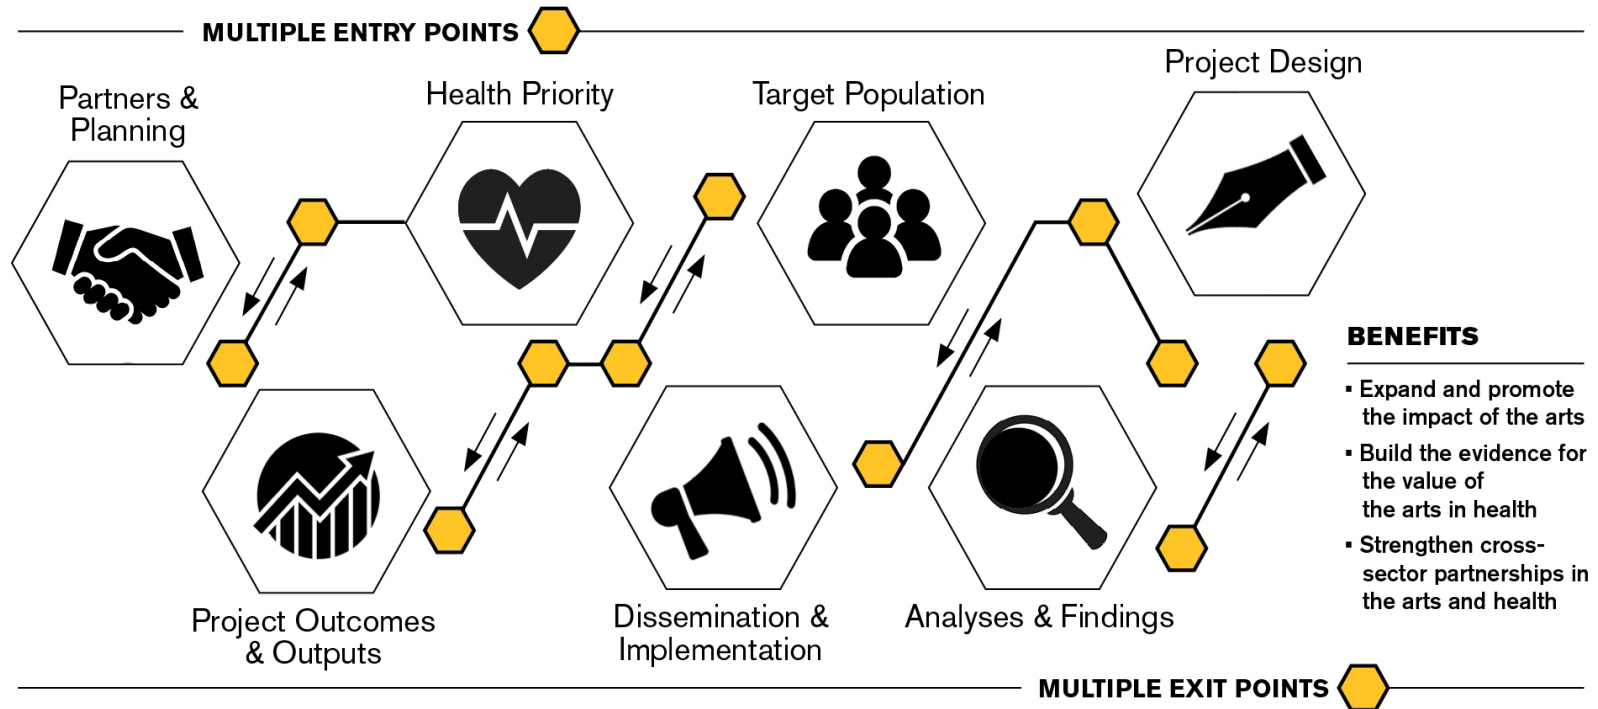 MULTIPLE ENTRY POINTS
Partners &
Planning
Health Priority
Target Population
Project Design
BENEFITS
▪ Expand and promote
the impact of the arts
▪ Build the evidence for
the value of
the arts in health
▪ Strengthen cross-
sector partnerships in
the arts and health
Project Outcomes
& Outputs
Dissemination &
Implementation
Analyses & Findings
MULTIPLE EXIT POINTS